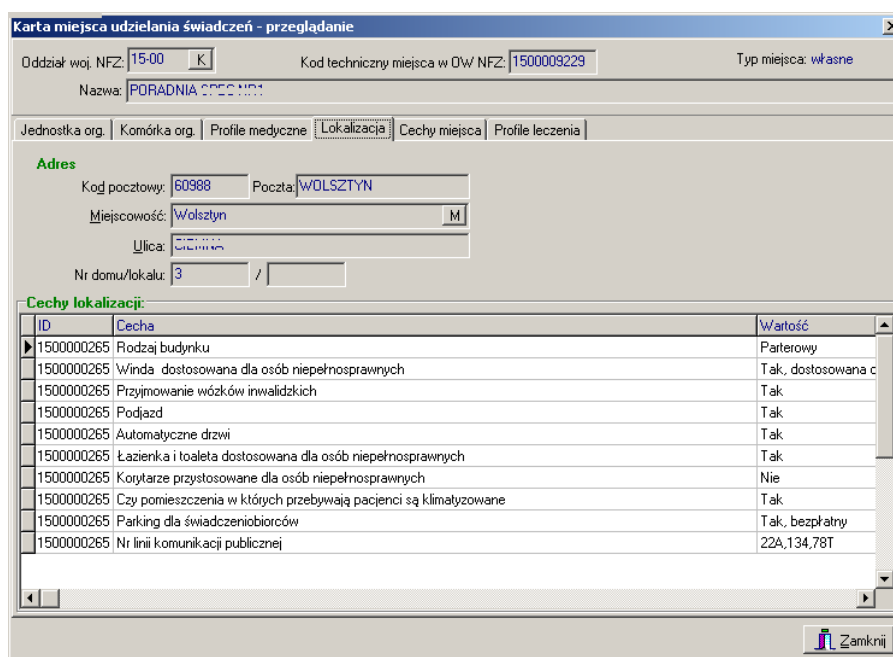 Karta miejsca udzielania świadczeń - przeglądanie
Oddział woj. NFZ: 15-00 K Kod techniczny miejsca w OW NFZ: 1500009229 Typ miejsca: własne
Nazwa: PORADNIA
Jednostka org. Komórka org. Profile medyczne Lokalizacja Cechy miejsca Profile leczenia
Adres
Kod pocztowy: 60988 Poczta: WOLSZTYN
Miejscowość: Wolsztyn M
Ulica:
Nr domu/lokalu: 3 /
Cechy lokalizacji:
ID Cecha Wartość
1500000265 Rodzaj budynku Parterowy
1500000265 Winda dostosowana dla osób niepełnosprawnych Tak, dostosowana
1500000265 Przyjmowanie wózków inwalidzkich Tak
1500000265 Podjazd Tak
1500000265 Automatyczne drzwi Tak
1500000265 Łazienka i toaleta dostosowana dla osób niepełnosprawnych Tak
1500000265 Korytarze przystosowane dla osób niepełnosprawnych Nie
1500000265 Czy pomieszczenia w których przebywają pacjenci są klimatyzowane Tak
1500000265 Parking dla świadczeniobiorców Tak, bezpłatny
1500000265 Nr linii komunikacji publicznej 22A,134,78T
Zamknij